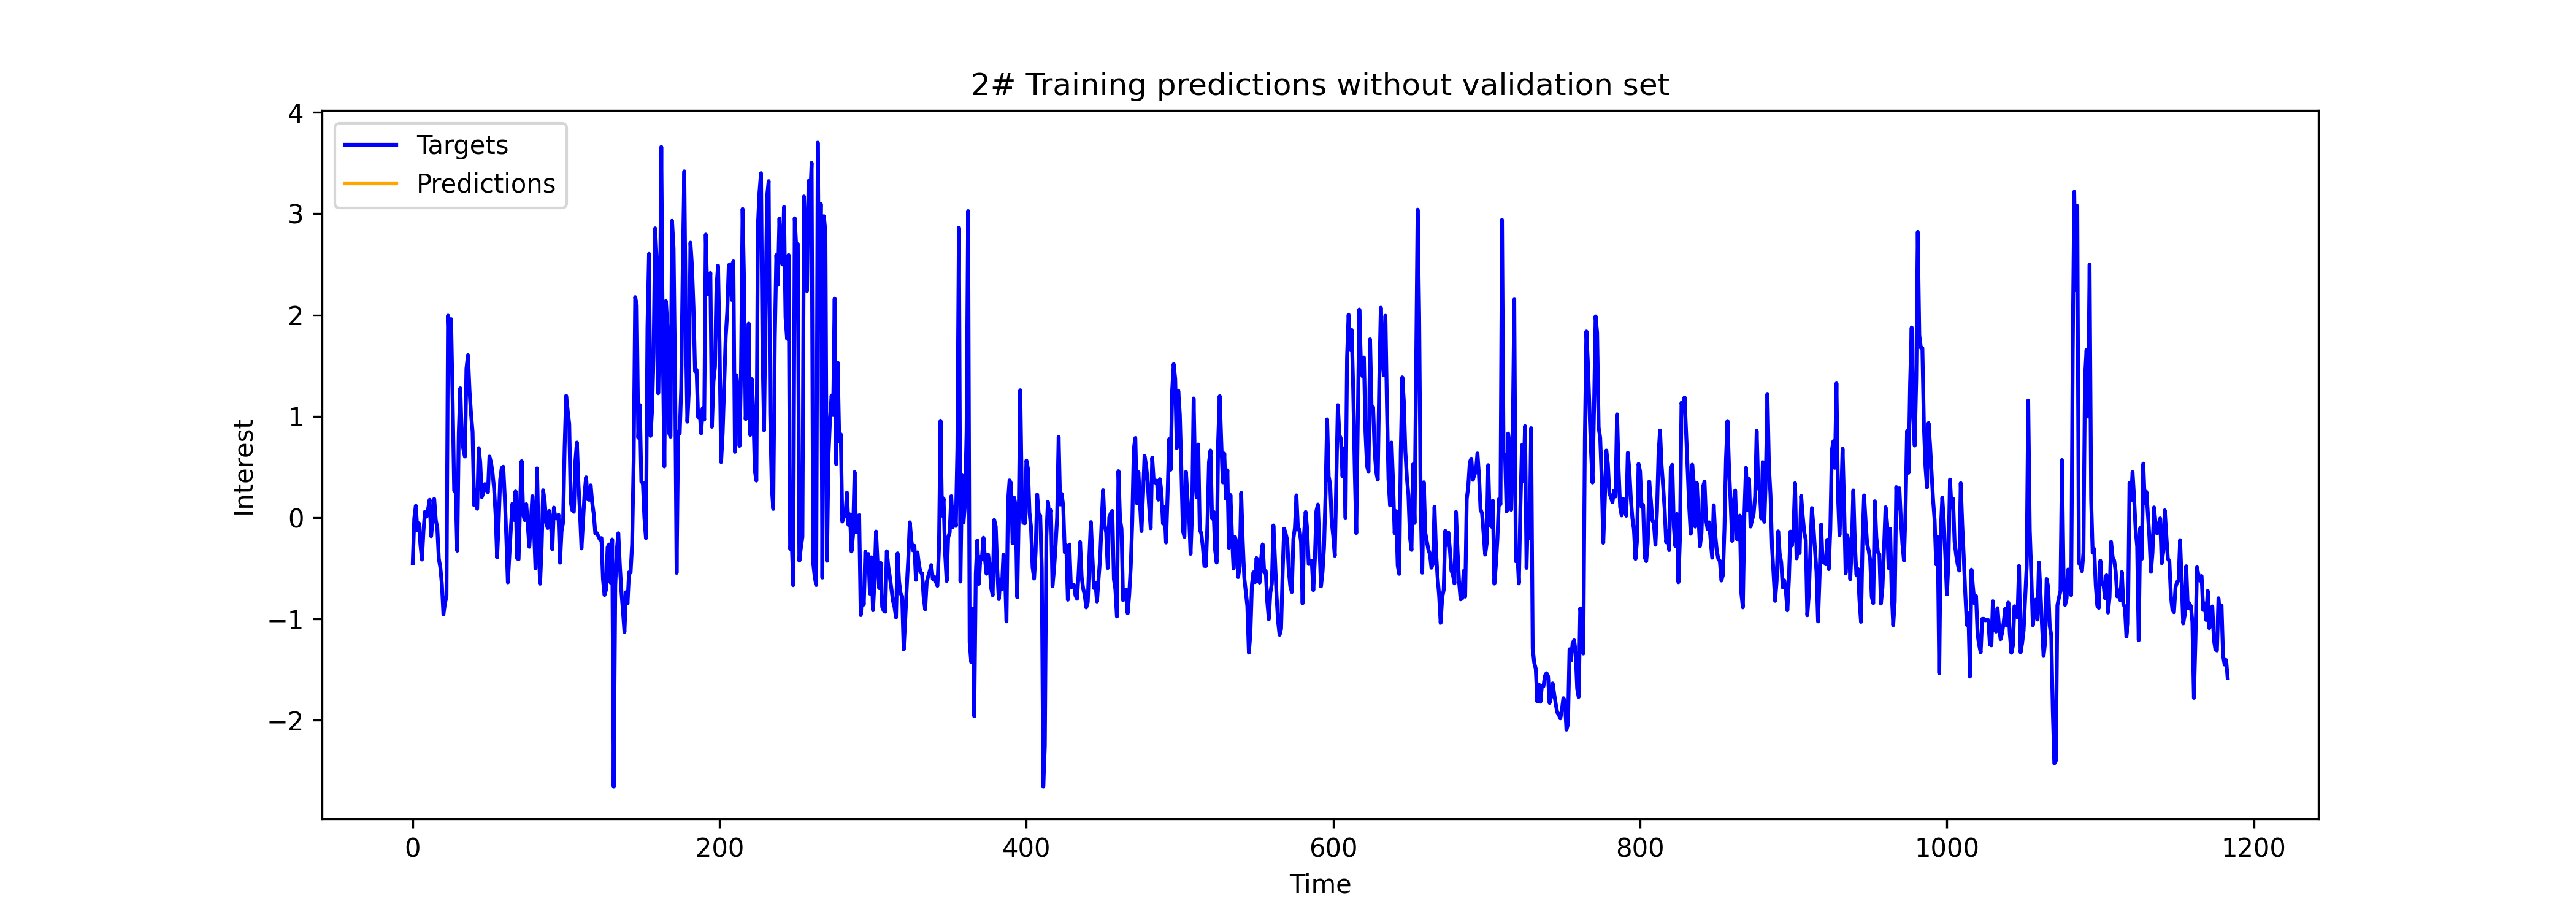 2# Training predictions without validation set
Targets
Predictions
Interest
4
3
2
1
0
−1
−2
0 200 400 600 800 1000 1200
Time